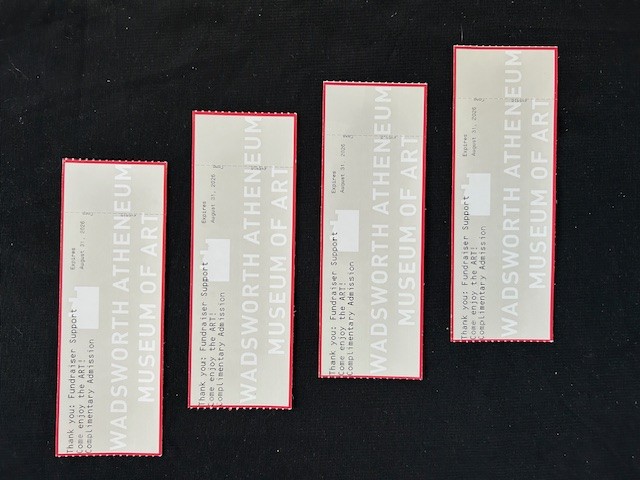 Thank you: Fundraiser Support
Come enjoy the ART!
Complimentary Admission
Expires
August 31, 2026
WADSWORTH ATHENEUM
MUSEUM OF ART
Thank you: Fundraiser Support
Come enjoy the ART!
Complimentary Admission
Expires
August 31, 2026
WADSWORTH ATHENEUM
MUSEUM OF ART
Thank you: Fundraiser Support
Come enjoy the ART!
Complimentary Admission
Expires
August 31, 2026
WADSWORTH ATHENEUM
MUSEUM OF ART
Thank you: Fundraiser Support
Come enjoy the ART!
Complimentary Admission
Expires
August 31, 2026
WADSWORTH ATHENEUM
MUSEUM OF ART